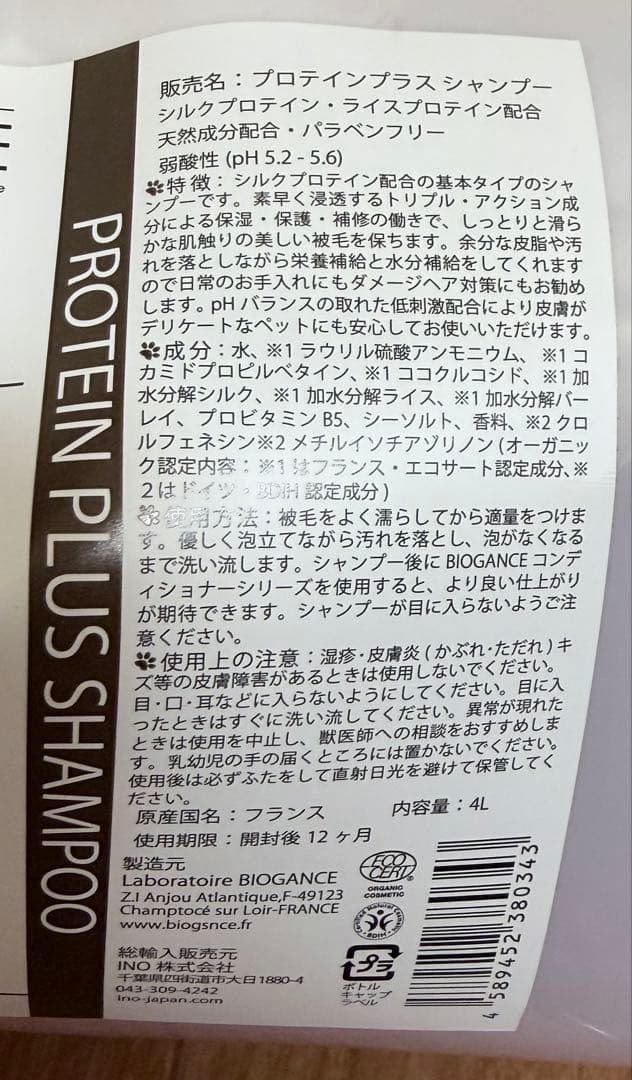 PROTEIN PLUS SHAMPOO
販売名：プロテインプラス シャンプー
シルクプロテイン・ライスプロテイン配合
天然成分配合・パラベンフリー
弱酸性 (pH 5.2 - 5.6)
特 徴：シルクプロテイン配合の基本タイプのシャ
ンプーです。素早く浸透するトリプル・アクション成
分による保湿・保護・補修の働きで、しっとりと滑ら
かな肌触りの美しい被毛を保ちます。余分な皮脂や汚
れを落としながら栄養補給と水分補給をしてくれます
ので日常のお手入れにもダメージヘア対策にもお勧め
します。pH バランスの取れた低刺激配合により皮膚が
デリケートなペットにも安心してお使いいただけます。
成 分：水、※1 ラウリル硫酸アンモニウム、※1 コ
カミドプロピルベタイン、※1 ココクルコシド、※1 加
水分解シルク、※1 加水分解ライス、※1 加水分解バー
レイ、プロビタミン B5、シーソルト、香料、※2 クロ
ルフェネシン※2 メチルイソチアゾリノン (オーガニッ
ク認定内容：※1 はフランス・エコサート認定成分、※
2 はドイツ・BDIH 認定成分 )
使用方法：被毛をよく濡らしてから適量をつけま
す。優しく泡立てながら汚れを落とし、泡がなくなる
まで洗い流します。シャンプー後に BIOGANCE コンデ
ィショナーシリーズを使用すると、より良い仕上がり
が期待できます。シャンプーが目に入らないようご注
意ください。
使用上の注意：湿疹・皮膚炎 ( かぶれ・ただれ ) キ
ズ等の皮膚障害があるときは使用しないでください。
目・口・耳などに入らないようにしてください。目に入
ったときはすぐに洗い流してください。異常が現れた
ときは使用を中止し、獣医師への相談をおすすめしま
す。乳幼児の手の届くところには置かないでください。
使用後は必ずふたをして直射日光を避けて保管してく
ださい。
原産国名：フランス 内容量：4L
使用期限：開封後 12 ヶ月
製造元
Laboratoire BIOGANCE
Z.I Anjou Atlantique,F-49123
Champtocé sur Loir-FRANCE
www.biogsnce.fr
総輸入販売元
INO 株式会社
千葉県四街道市大日1880-4
043-309-4242
Ino-japan.com
ECO
CERT
®
ORGANIC
COSMETIC
BDIH
プラ
ボトル
キャップ
ラベル
4 589452 380343